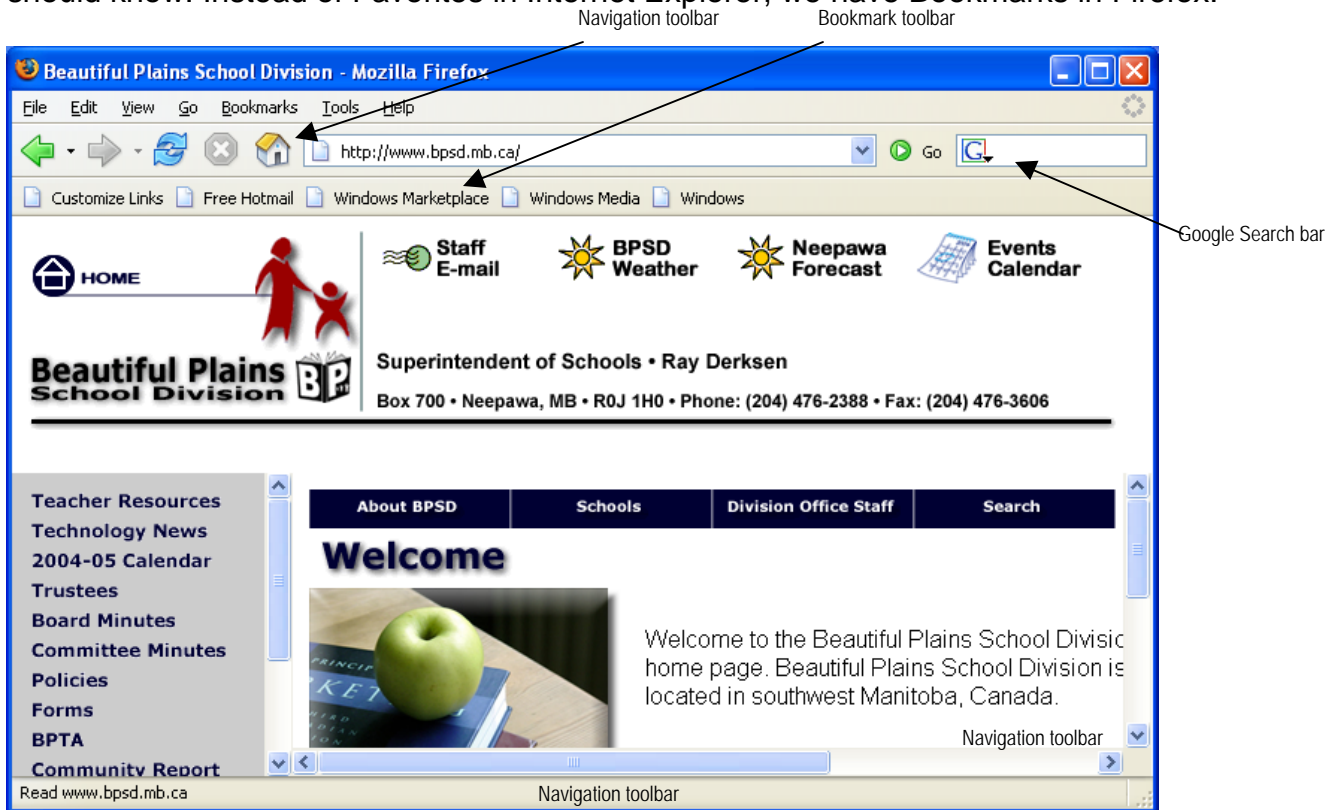 should know. Instead of Favorites in Internet Explorer, we have Bookmarks in Firefox.
Navigation toolbar
Bookmark toolbar
Beautiful Plains School Division - Mozilla Firefox
File Edit View Go Bookmarks Tools Help
http://www.bpsd.mb.ca/
Go
G
Customize Links Free Hotmail Windows Marketplace Windows Media Windows
Google Search bar
HOME
Staff
E-mail
BPSD
Weather
Neepawa
Forecast
Events
Calendar
Beautiful Plains
School Division
BP
Superintendent of Schools • Ray Derksen
Box 700 • Neepawa, MB • R0J 1H0 • Phone: (204) 476-2388 • Fax: (204) 476-3606
Teacher Resources
Technology News
2004-05 Calendar
Trustees
Board Minutes
Committee Minutes
Policies
Forms
BPTA
Community Report
About BPSD Schools Division Office Staff Search
Welcome
Welcome to the Beautiful Plains School Divisic
home page. Beautiful Plains School Division is
located in southwest Manitoba, Canada.
Navigation toolbar
Read www.bpsd.mb.ca
Navigation toolbar